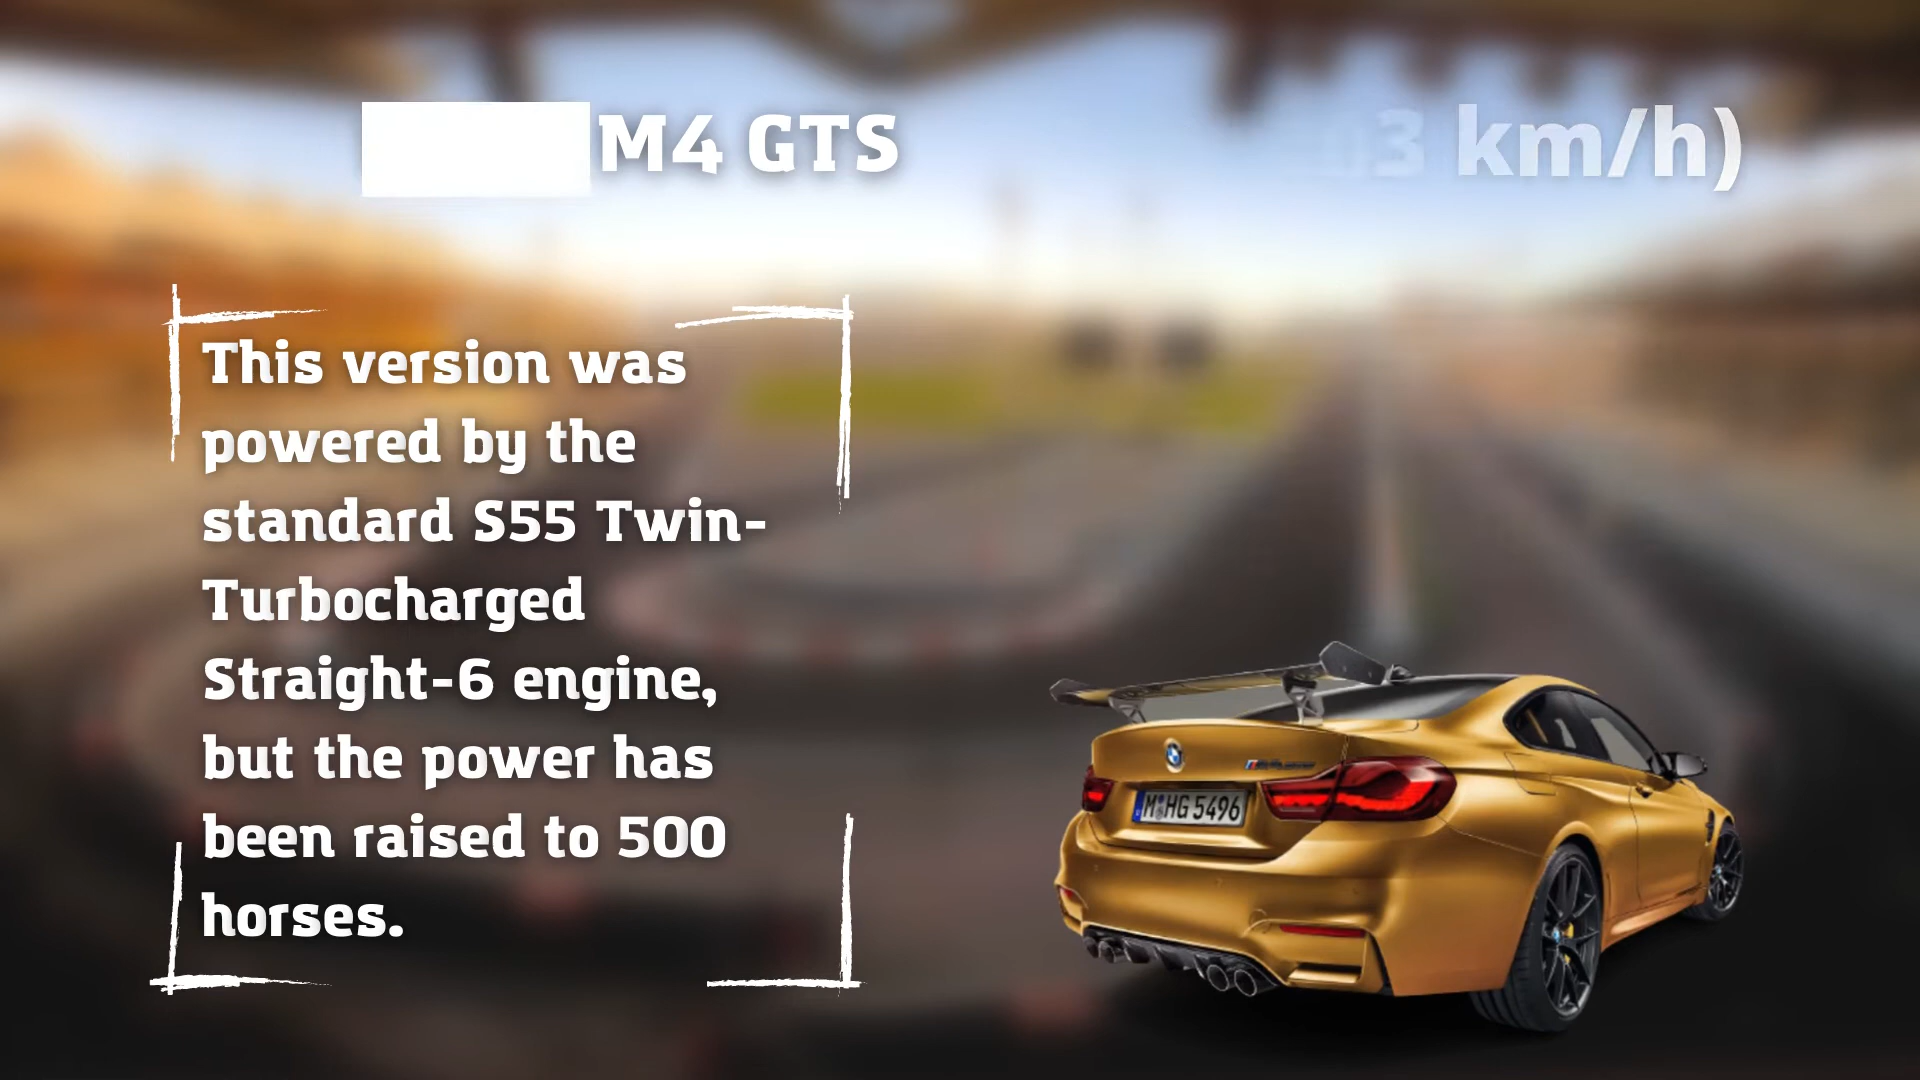 M4 GTS
3 km/h)
This version was
powered by the
standard S55 Twin-
Turbocharged
Straight-6 engine,
but the power has
been raised to 500
horses.
M HG 5496